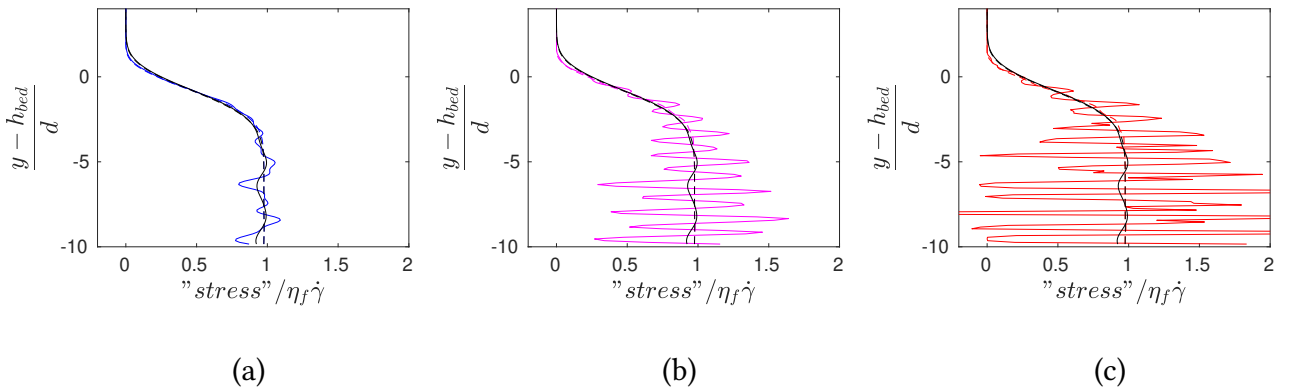 0
-5
-10
y − h_bed
d
0 0.5 1 1.5 2
"stress"/η_f γ̇
(a)
0
-5
-10
y − h_bed
d
0 0.5 1 1.5 2
"stress"/η_f γ̇
(b)
0
-5
-10
y − h_bed
d
0 0.5 1 1.5 2
"stress"/η_f γ̇
(c)